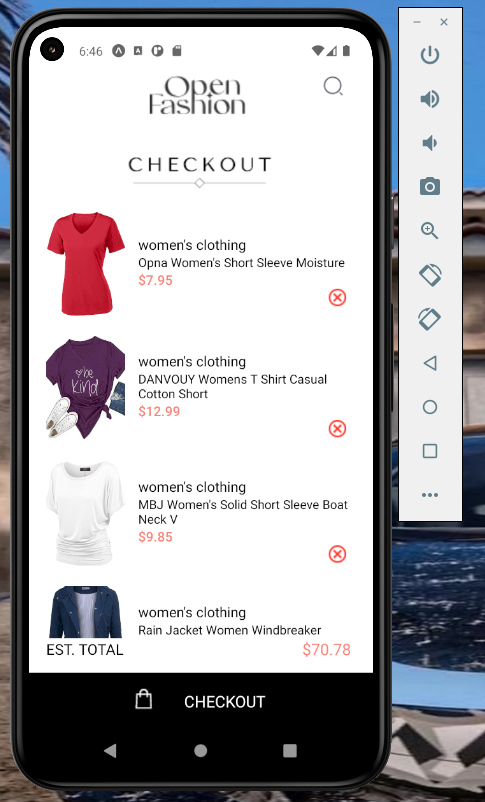 6:46
Open
Fashion
CHECKOUT
women's clothing
Opna Women's Short Sleeve Moisture
$7.95
be
kind
women's clothing
DANVOUY Womens T Shirt Casual
Cotton Short
$12.99
women's clothing
MBJ Women's Solid Short Sleeve Boat
Neck V
$9.85
women's clothing
Rain Jacket Women Windbreaker
EST. TOTAL
$70.78
CHECKOUT